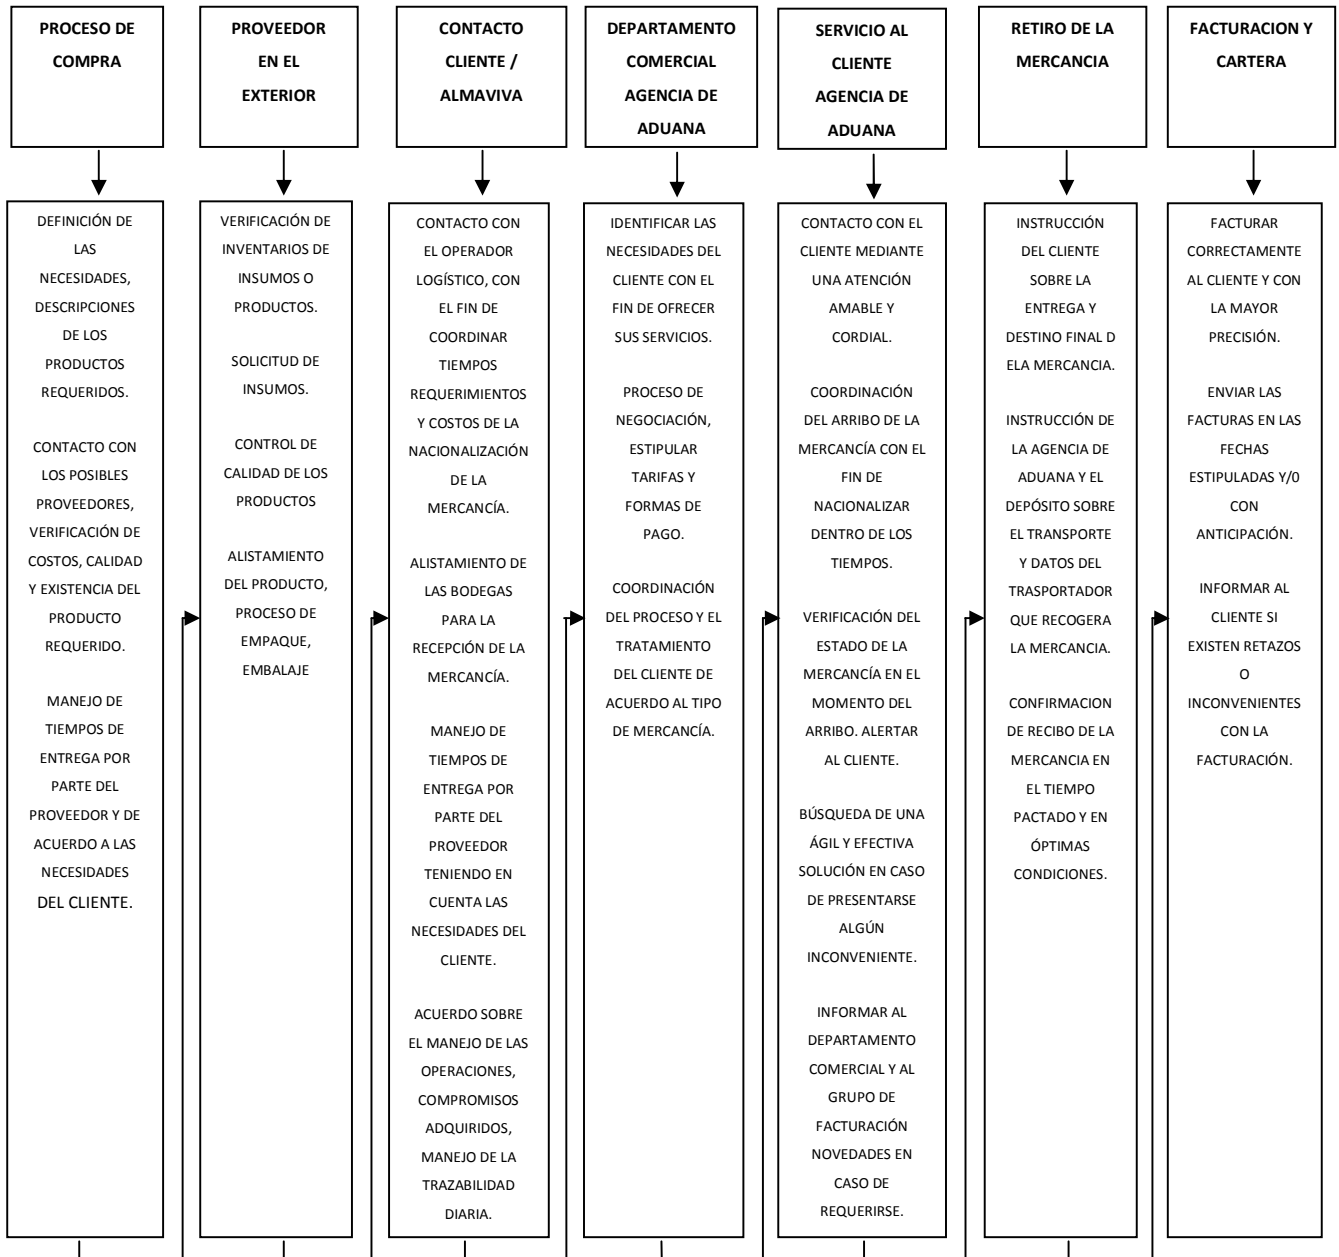 PROCESO DE
COMPRA
PROVEEDOR
EN EL
EXTERIOR
CONTACTO
CLIENTE /
ALMAVIVA
DEPARTAMENTO
COMERCIAL
AGENCIA DE
ADUANA
SERVICIO AL
CLIENTE
AGENCIA DE
ADUANA
RETIRO DE LA
MERCANCIA
FACTURACION Y
CARTERA
DEFINICIÓN DE
LAS
NECESIDADES,
DESCRIPCIONES
DE LOS
PRODUCTOS
REQUERIDOS.
CONTACTO CON
LOS POSIBLES
PROVEEDORES,
VERIFICACIÓN DE
COSTOS, CALIDAD
Y EXISTENCIA DEL
PRODUCTO
REQUERIDO.
MANEJO DE
TIEMPOS DE
ENTREGA POR
PARTE DEL
PROVEEDOR Y DE
ACUERDO A LAS
NECESIDADES
DEL CLIENTE.
VERIFICACIÓN DE
INVENTARIOS DE
INSUMOS O
PRODUCTOS.
SOLICITUD DE
INSUMOS.
CONTROL DE
CALIDAD DE LOS
PRODUCTOS
ALISTAMIENTO
DEL PRODUCTO,
PROCESO DE
EMPAQUE,
EMBALAJE
CONTACTO CON
EL OPERADOR
LOGÍSTICO, CON
EL FIN DE
COORDINAR
TIEMPOS
REQUERIMIENTOS
Y COSTOS DE LA
NACIONALIZACIÓN
DE LA
MERCANCÍA.
ALISTAMIENTO DE
LAS BODEGAS
PARA LA
RECEPCIÓN DE LA
MERCANCÍA.
MANEJO DE
TIEMPOS DE
ENTREGA POR
PARTE DEL
PROVEEDOR
TENIENDO EN
CUENTA LAS
NECESIDADES DEL
CLIENTE.
ACUERDO SOBRE
EL MANEJO DE LAS
OPERACIONES,
COMPROMISOS
ADQUIRIDOS,
MANEJO DE LA
TRAZABILIDAD
DIARIA.
IDENTIFICAR LAS
NECESIDADES DEL
CLIENTE CON EL
FIN DE OFRECER
SUS SERVICIOS.
PROCESO DE
NEGOCIACIÓN,
ESTIPULAR
TARIFAS Y
FORMAS DE
PAGO.
COORDINACIÓN
DEL PROCESO Y EL
TRATAMIENTO
DEL CLIENTE DE
ACUERDO AL TIPO
DE MERCANCÍA.
CONTACTO CON EL
CLIENTE MEDIANTE
UNA ATENCIÓN
AMABLE Y
CORDIAL.
COORDINACIÓN
DEL ARRIBO DE LA
MERCANCÍA CON EL
FIN DE
NACIONALIZAR
DENTRO DE LOS
TIEMPOS.
VERIFICACIÓN DEL
ESTADO DE LA
MERCANCÍA EN EL
MOMENTO DEL
ARRIBO. ALERTAR
AL CLIENTE.
BÚSQUEDA DE UNA
ÁGIL Y EFECTIVA
SOLUCIÓN EN CASO
DE PRESENTARSE
ALGÚN
INCONVENIENTE.
INFORMAR AL
DEPARTAMENTO
COMERCIAL Y AL
GRUPO DE
FACTURACIÓN
NOVEDADES EN
CASO DE
REQUERIRSE.
INSTRUCCIÓN
DEL CLIENTE
SOBRE LA
ENTREGA Y
DESTINO FINAL D
ELA MERCANCIA.
INSTRUCCIÓN DE
LA AGENCIA DE
ADUANA Y EL
DEPÓSITO SOBRE
EL TRANSPORTE
Y DATOS DEL
TRASPORTADOR
QUE RECOGERA
LA MERCANCIA.
CONFIRMACION
DE RECIBO DE LA
MERCANCIA EN
EL TIEMPO
PACTADO Y EN
ÓPTIMAS
CONDICIONES.
FACTURAR
CORRECTAMENTE
AL CLIENTE Y CON
LA MAYOR
PRECISIÓN.
ENVIAR LAS
FACTURAS EN LAS
FECHAS
ESTIPULADAS Y/0
CON
ANTICIPACIÓN.
INFORMAR AL
CLIENTE SI
EXISTEN RETAZOS
O
INCONVENIENTES
CON LA
FACTURACIÓN.